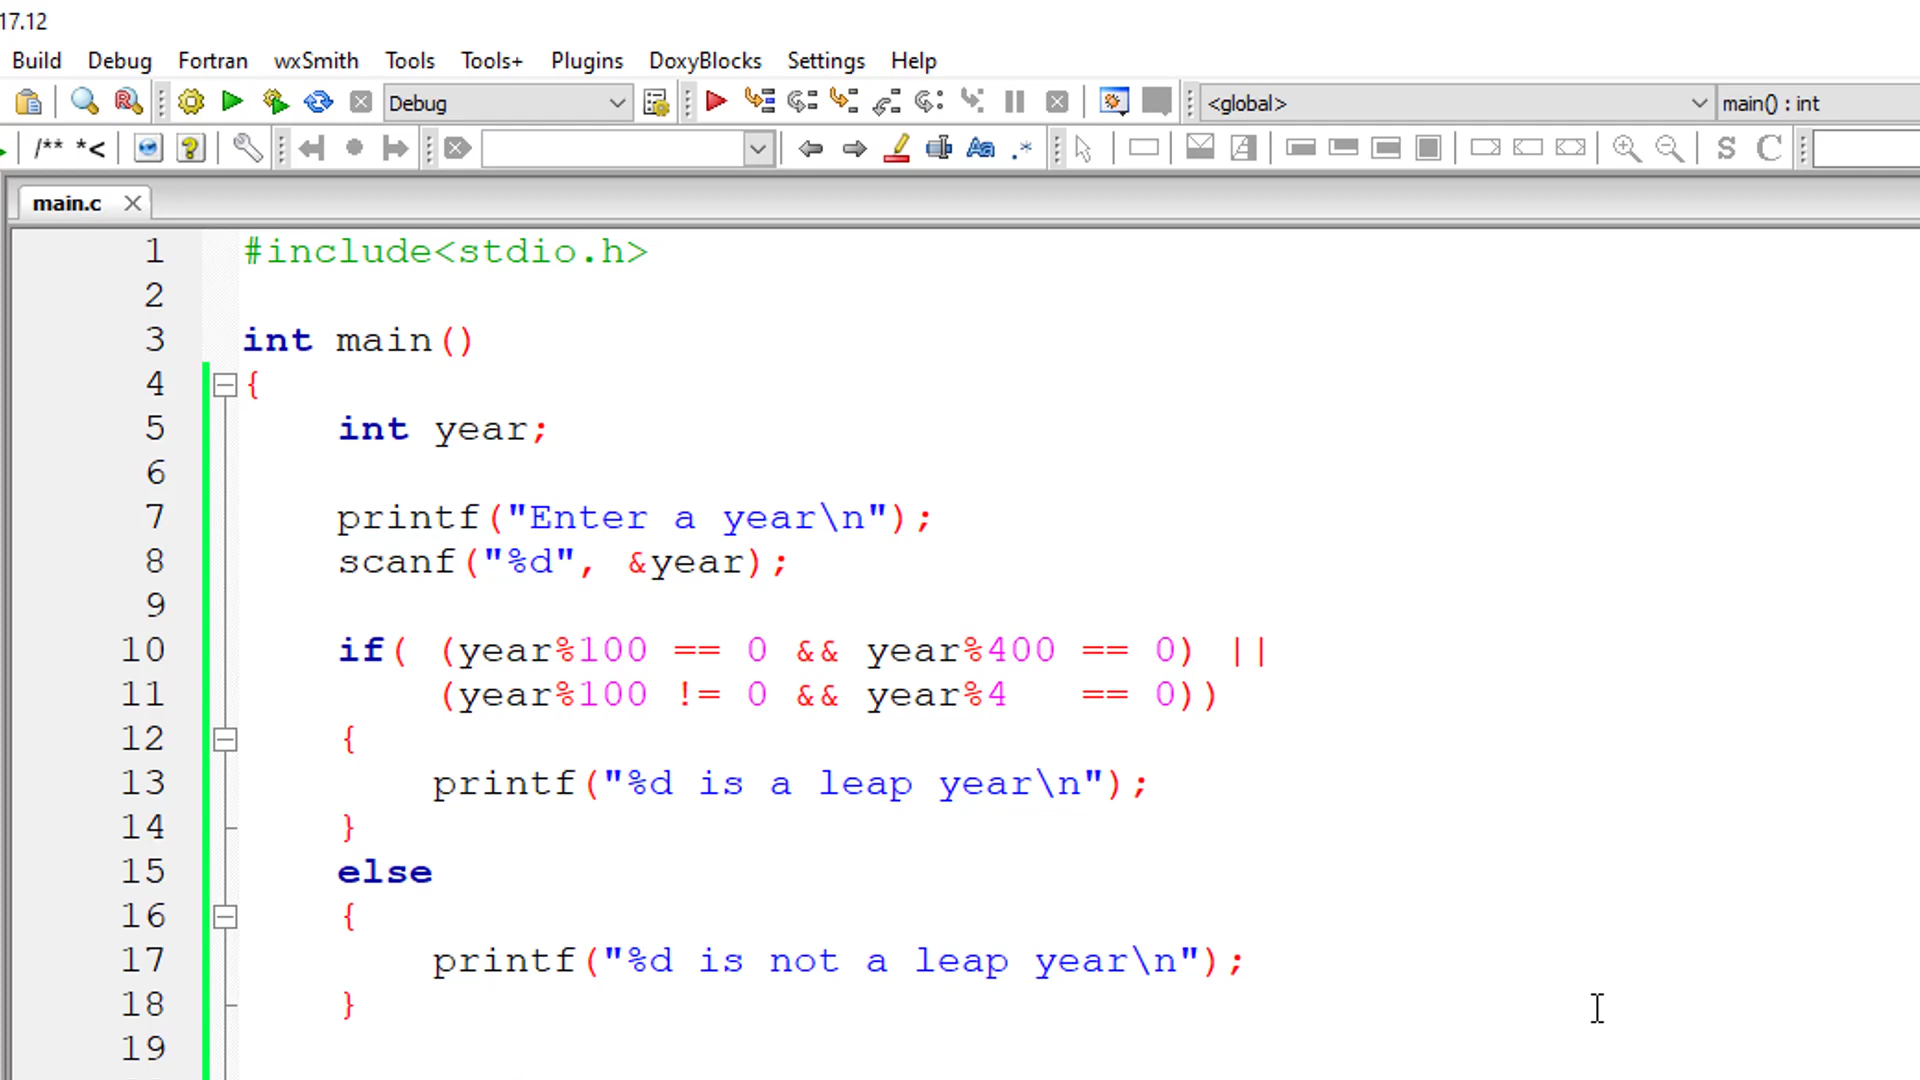 17.12
Build Debug Fortran wxSmith Tools Tools+ Plugins DoxyBlocks Settings Help
Debug <global> main() : int
/** *< Aa .* S C
main.c
1 #include<stdio.h>
2
3 int main()
4 {
5 int year;
6
7 printf("Enter a year\n");
8 scanf("%d", &year);
9
10 if( (year%100 == 0 && year%400 == 0) ||
11 (year%100 != 0 && year%4 == 0))
12 {
13 printf("%d is a leap year\n");
14 }
15 else
16 {
17 printf("%d is not a leap year\n");
18 }
19